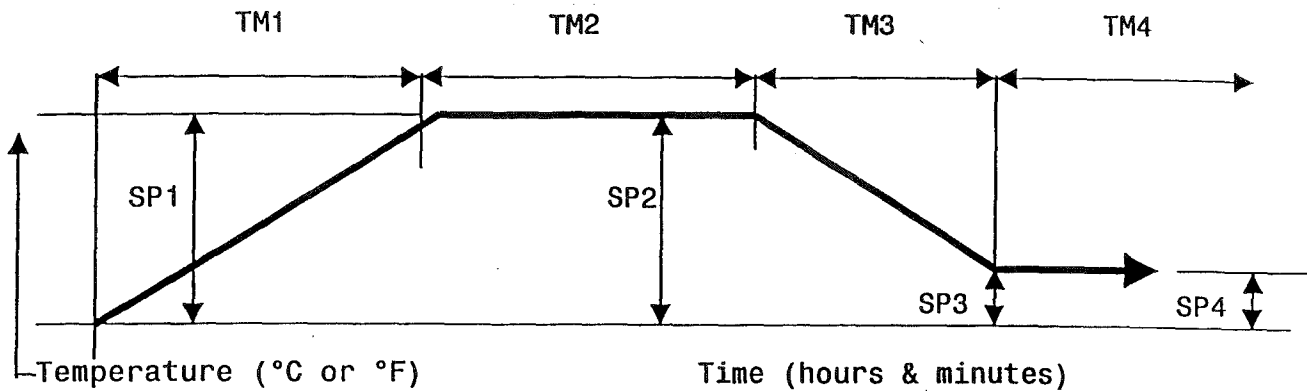 TM1 TM2 TM3 TM4
SP1 SP2
SP3 SP4
Temperature (°C or °F) Time (hours & minutes)